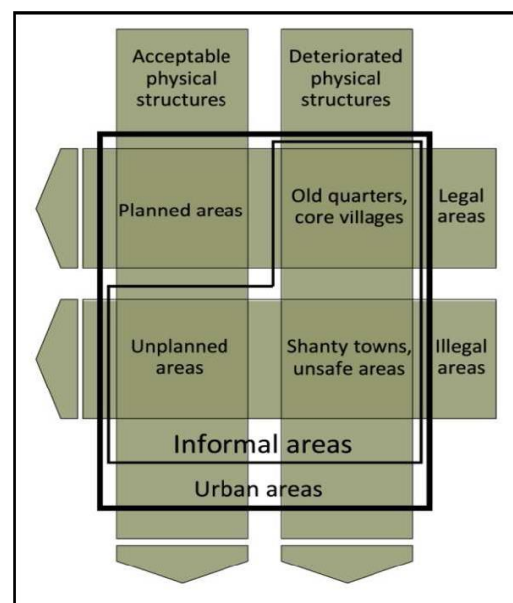 Acceptable
physical
structures
Deteriorated
physical
structures
Planned areas
Old quarters,
core villages
Legal
areas
Unplanned
areas
Shanty towns,
unsafe areas
Illegal
areas
Informal areas
Urban areas